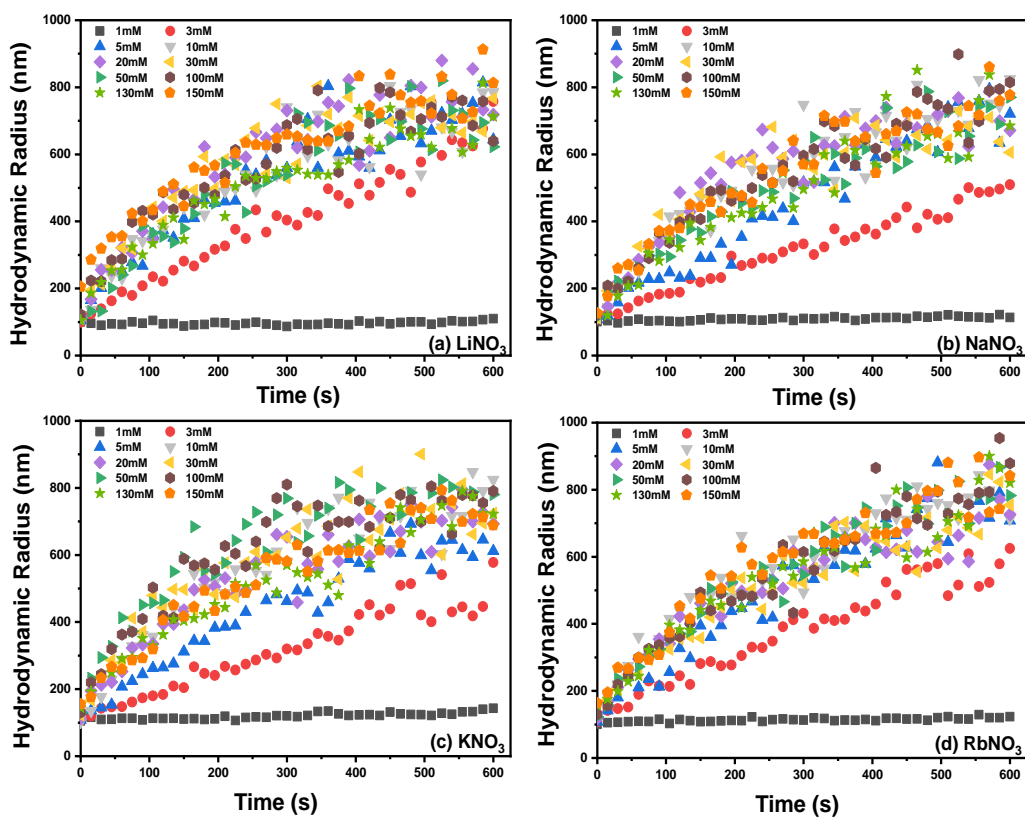 Hydrodynamic Radius (nm)
1000
800
600
400
200
0
1mM 3mM
5mM 10mM
20mM 30mM
50mM 100mM
130mM 150mM
(a) LiNO₃
0 100 200 300 400 500 600
Time (s)
Hydrodynamic Radius (nm)
1000
800
600
400
200
0
1mM 3mM
5mM 10mM
20mM 30mM
50mM 100mM
130mM 150mM
(b) NaNO₃
0 100 200 300 400 500 600
Time (s)
Hydrodynamic Radius (nm)
1000
800
600
400
200
0
1mM 3mM
5mM 10mM
20mM 30mM
50mM 100mM
130mM 150mM
(c) KNO₃
0 100 200 300 400 500 600
Time (s)
Hydrodynamic Radius (nm)
1000
800
600
400
200
0
1mM 3mM
5mM 10mM
20mM 30mM
50mM 100mM
130mM 150mM
(d) RbNO₃
0 100 200 300 400 500 600
Time (s)